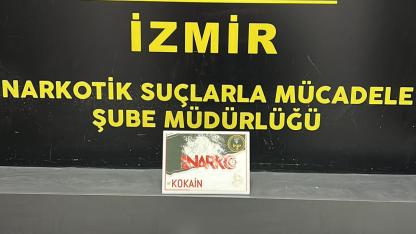 İZMİR
NARKOTİK SUÇLARLA MÜCADELE
ŞUBE MÜDÜRLÜĞÜ
NARKO
KOKAİN